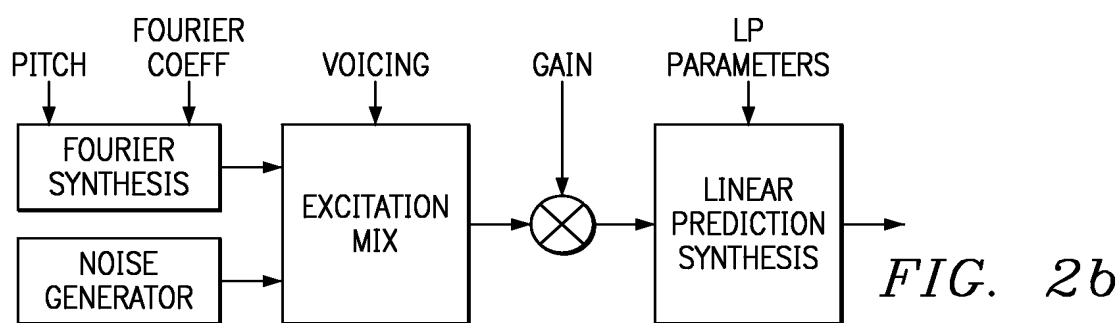 FOURIER
COEFF
PITCH
VOICING
GAIN
LP
PARAMETERS
FOURIER
SYNTHESIS
NOISE
GENERATOR
EXCITATION
MIX
LINEAR
PREDICTION
SYNTHESIS
FIG. 2b